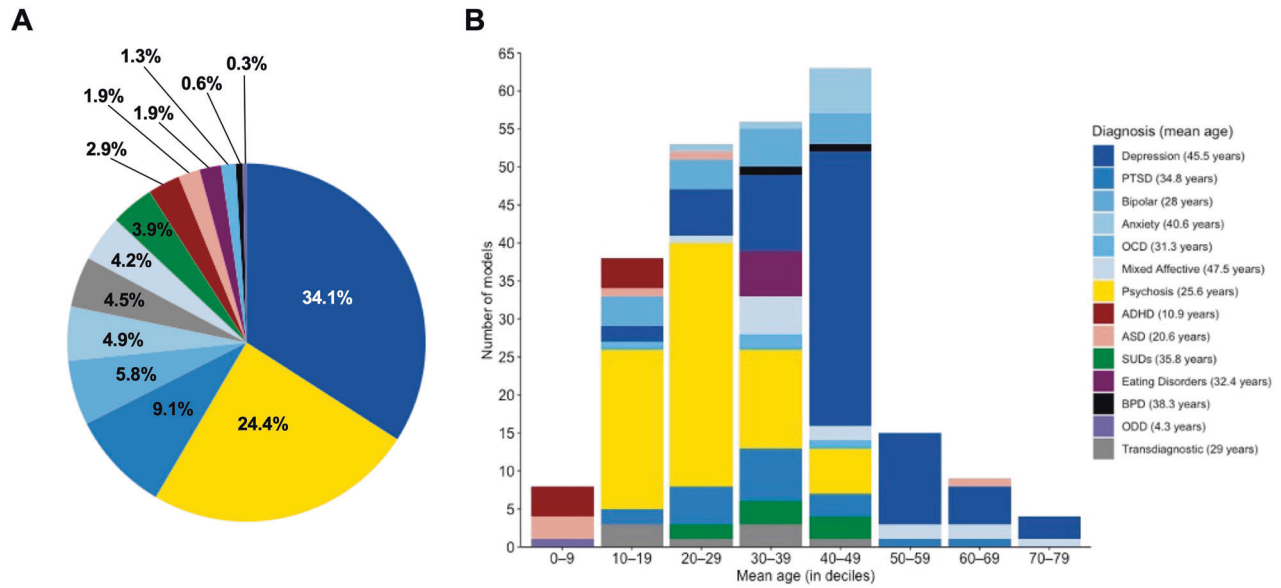 A
1.3%
0.3%
0.6%
1.9%
1.9%
2.9%
3.9%
4.2%
4.5%
4.9%
5.8%
9.1%
24.4%
34.1%
B
Number of models
65
60
55
50
45
40
35
30
25
20
15
10
5
0
0–9 10–19 20–29 30–39 40–49 50–59 60–69 70–79
Mean age (in deciles)
Diagnosis (mean age)
Depression (45.5 years)
PTSD (34.8 years)
Bipolar (28 years)
Anxiety (40.6 years)
OCD (31.3 years)
Mixed Affective (47.5 years)
Psychosis (25.6 years)
ADHD (10.9 years)
ASD (20.6 years)
SUDs (35.8 years)
Eating Disorders (32.4 years)
BPD (38.3 years)
ODD (4.3 years)
Transdiagnostic (29 years)